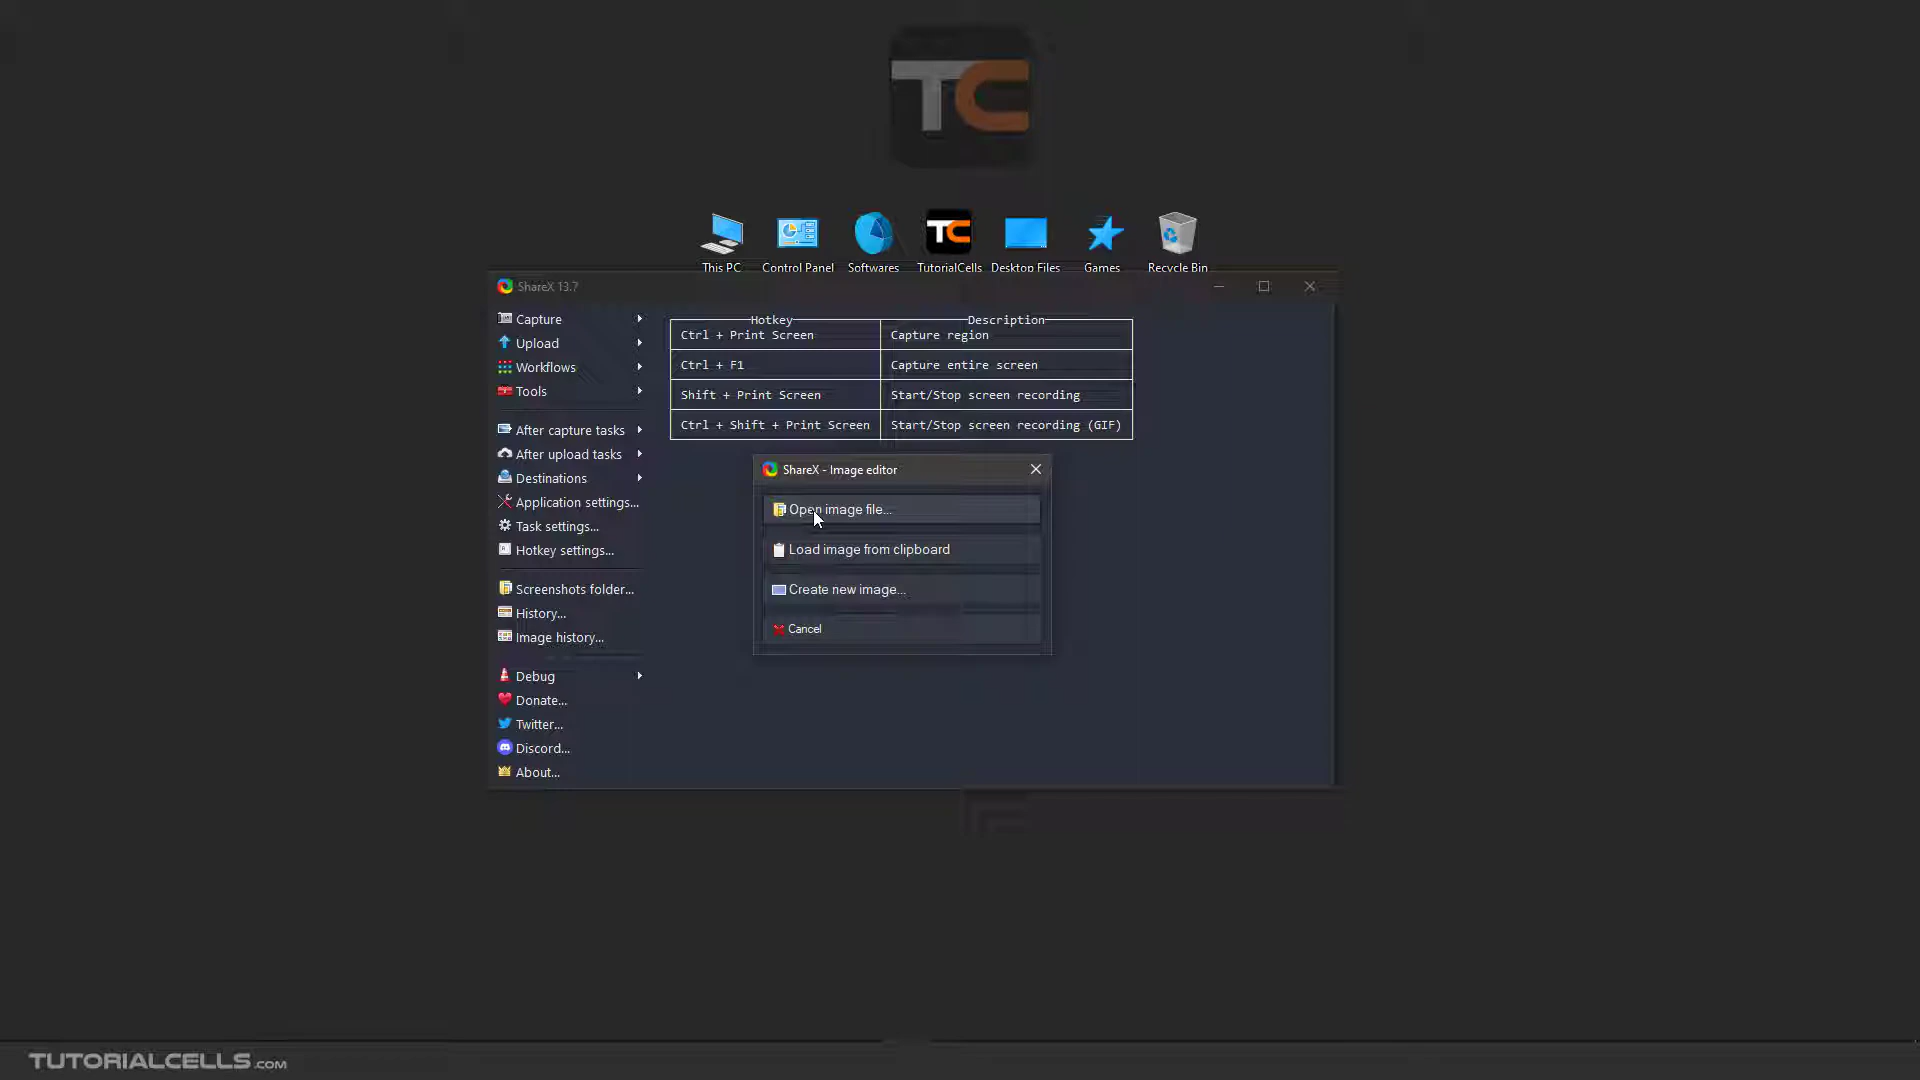 TC
TC
This PC
Control Panel
Softwares
TutorialCells
Desktop Files
Games
Recycle Bin
ShareX 13.7
Capture
Upload
Workflows
Tools
After capture tasks
After upload tasks
Destinations
Application settings...
Task settings...
Hotkey settings...
Screenshots folder...
History...
Image history...
Debug
Donate...
Twitter...
Discord...
About...
Hotkey Description
Ctrl + Print Screen Capture region
Ctrl + F1 Capture entire screen
Shift + Print Screen Start/Stop screen recording
Ctrl + Shift + Print Screen Start/Stop screen recording (GIF)
ShareX - Image editor
Open image file...
Load image from clipboard
Create new image...
Cancel
TUTORIALCELLS.COM